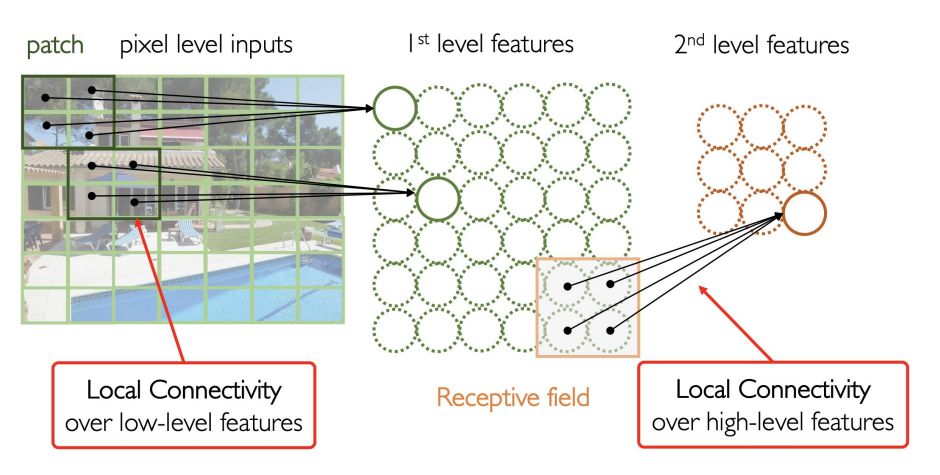 patch
pixel level inputs
1st level features
2nd level features
Receptive field
Local Connectivity
over low-level features
Local Connectivity
over high-level features